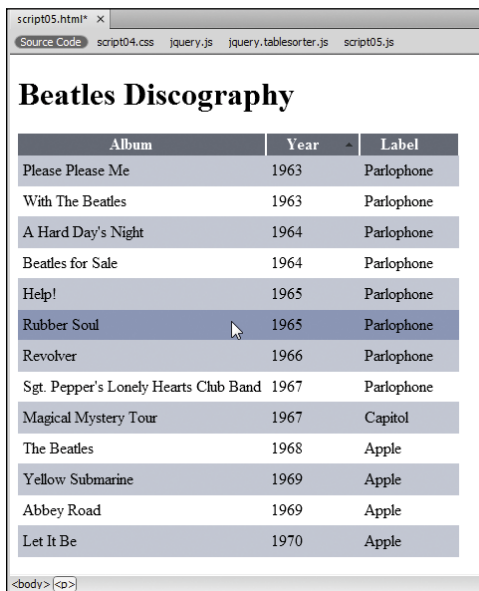 script05.html* ×
Source Code script04.css jquery.js jquery.tablesorter.js script05.js
Beatles Discography
Album Year Label
Please Please Me 1963 Parlophone
With The Beatles 1963 Parlophone
A Hard Day's Night 1964 Parlophone
Beatles for Sale 1964 Parlophone
Help! 1965 Parlophone
Rubber Soul 1965 Parlophone
Revolver 1966 Parlophone
Sgt. Pepper's Lonely Hearts Club Band 1967 Parlophone
Magical Mystery Tour 1967 Capitol
The Beatles 1968 Apple
Yellow Submarine 1969 Apple
Abbey Road 1969 Apple
Let It Be 1970 Apple
<body> <p>